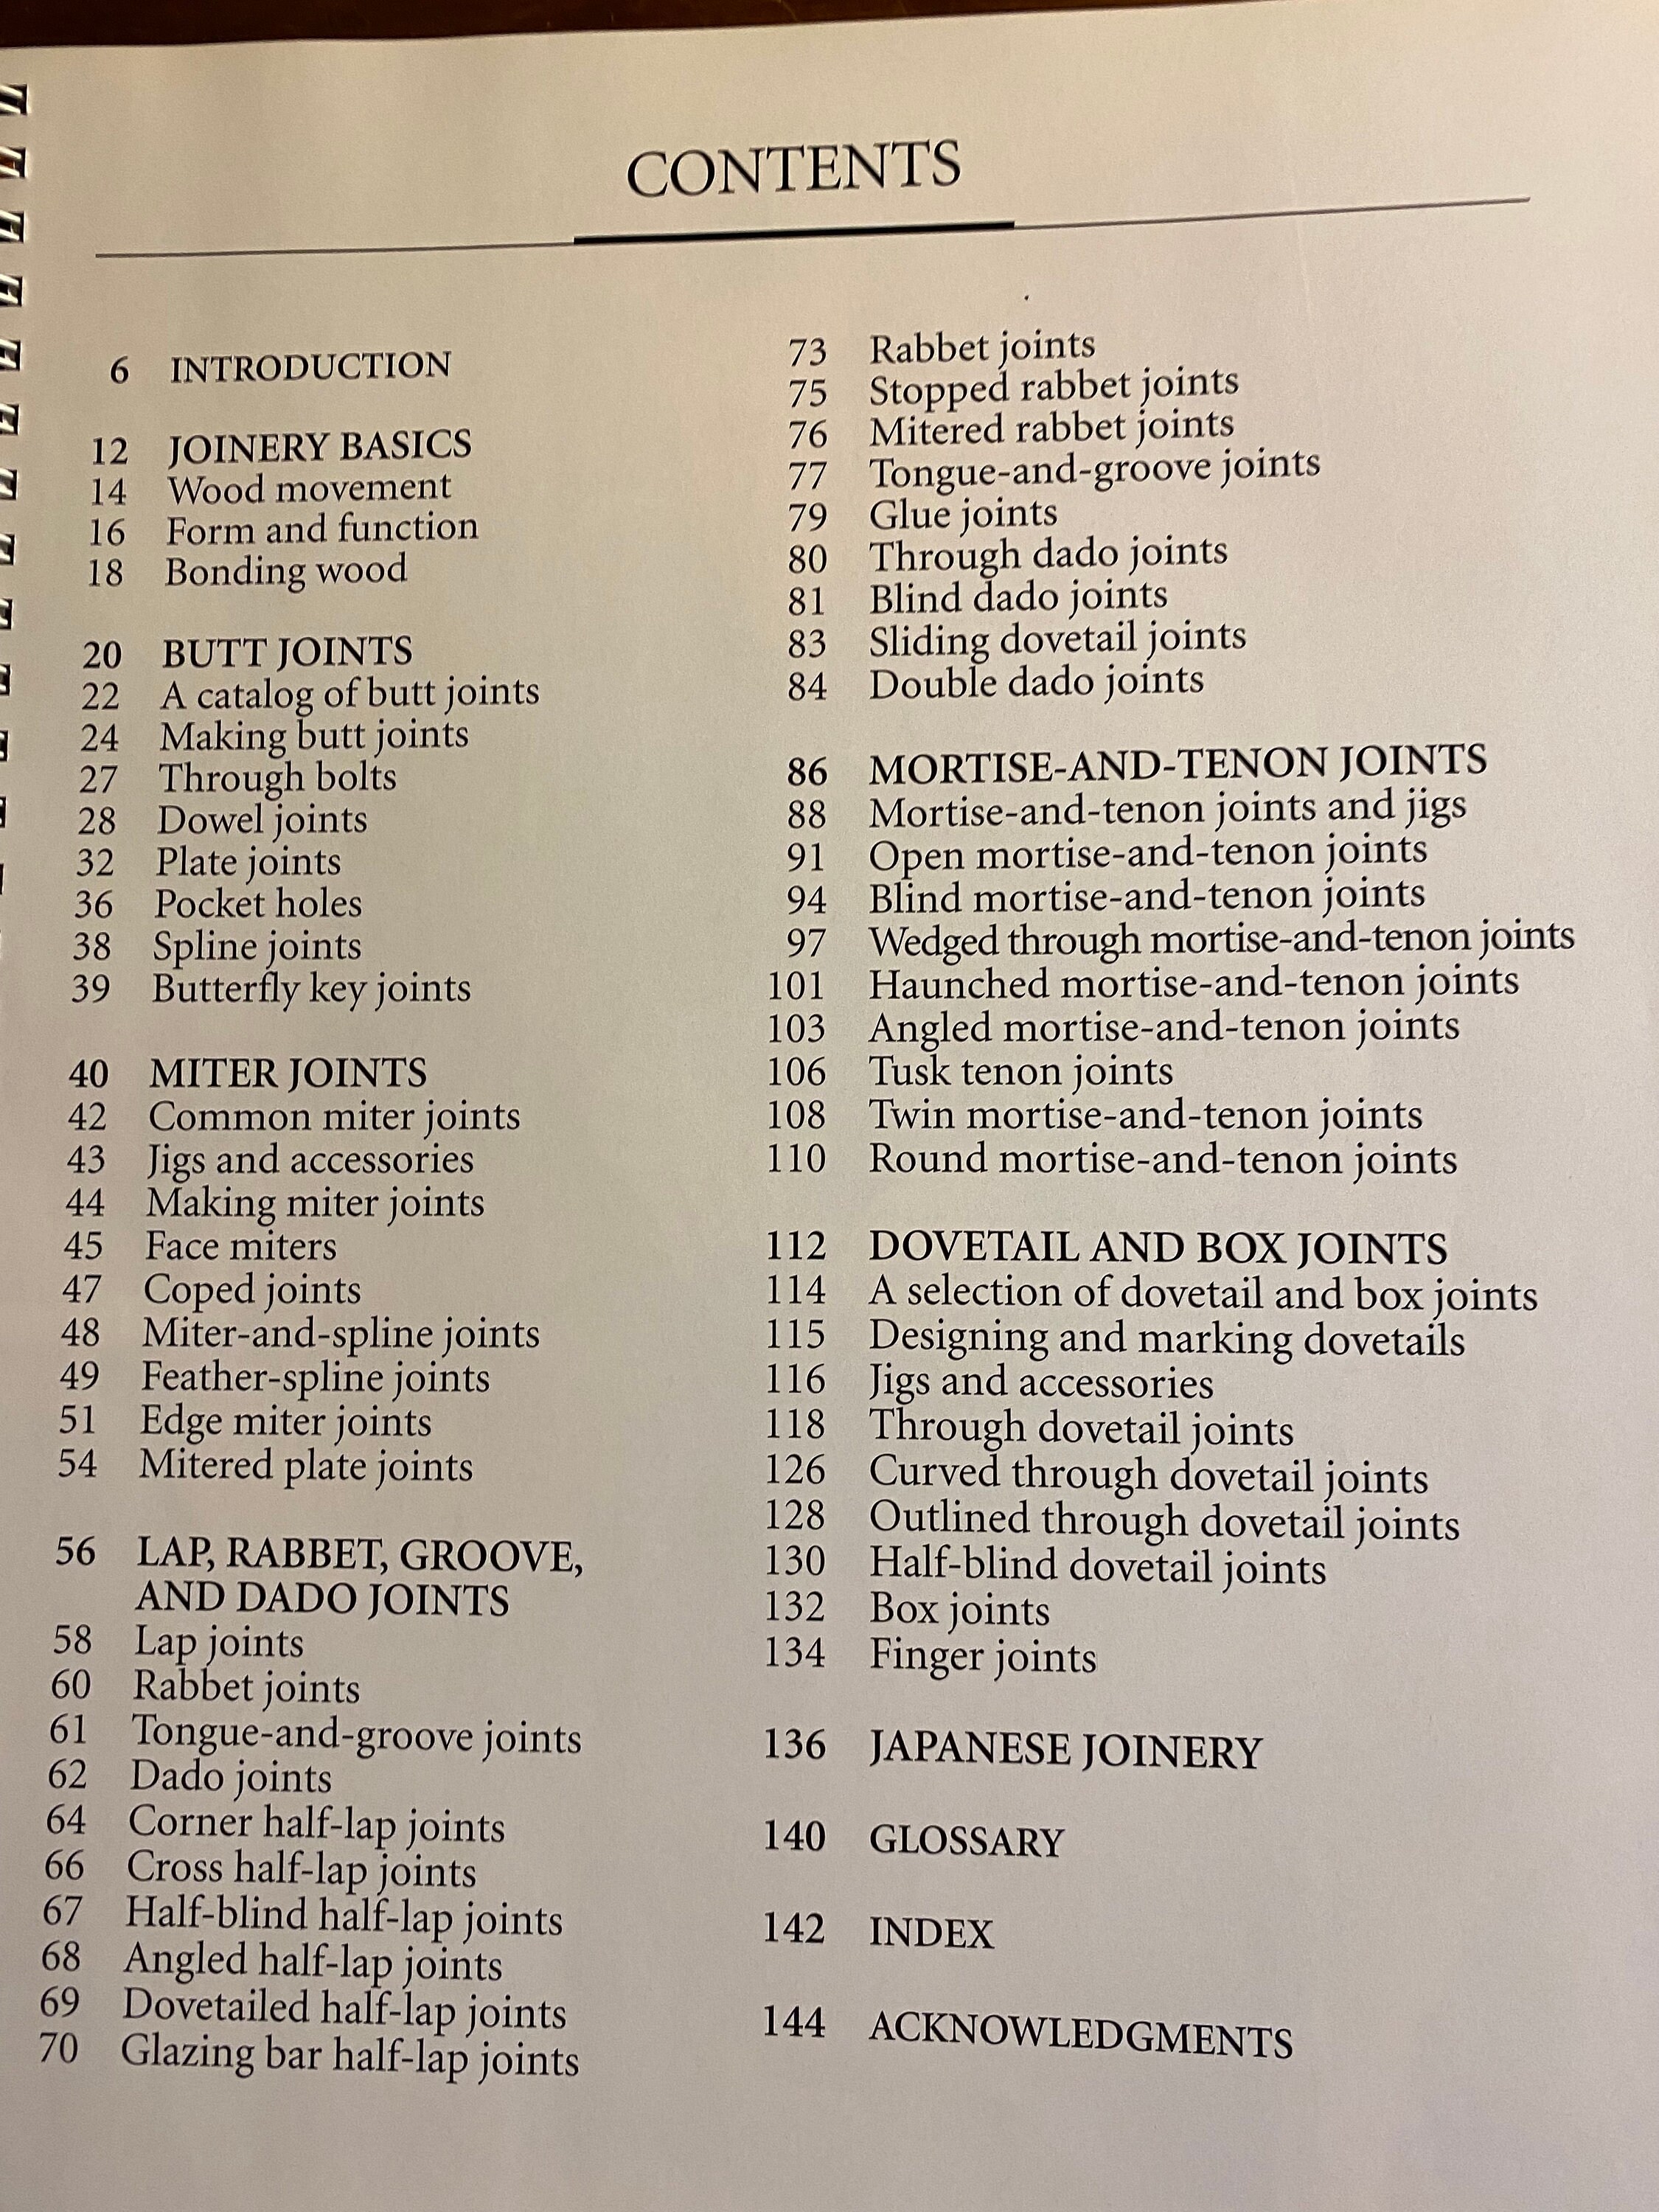 CONTENTS
6 INTRODUCTION
12 JOINERY BASICS
14 Wood movement
16 Form and function
18 Bonding wood
20 BUTT JOINTS
22 A catalog of butt joints
24 Making butt joints
27 Through bolts
28 Dowel joints
32 Plate joints
36 Pocket holes
38 Spline joints
39 Butterfly key joints
40 MITER JOINTS
42 Common miter joints
43 Jigs and accessories
44 Making miter joints
45 Face miters
47 Coped joints
48 Miter-and-spline joints
49 Feather-spline joints
51 Edge miter joints
54 Mitered plate joints
56 LAP, RABBET, GROOVE,
AND DADO JOINTS
58 Lap joints
60 Rabbet joints
61 Tongue-and-groove joints
62 Dado joints
64 Corner half-lap joints
66 Cross half-lap joints
67 Half-blind half-lap joints
68 Angled half-lap joints
69 Dovetailed half-lap joints
70 Glazing bar half-lap joints
73 Rabbet joints
75 Stopped rabbet joints
76 Mitered rabbet joints
77 Tongue-and-groove joints
79 Glue joints
80 Through dado joints
81 Blind dado joints
83 Sliding dovetail joints
84 Double dado joints
86 MORTISE-AND-TENON JOINTS
88 Mortise-and-tenon joints and jigs
91 Open mortise-and-tenon joints
94 Blind mortise-and-tenon joints
97 Wedged through mortise-and-tenon joints
101 Haunched mortise-and-tenon joints
103 Angled mortise-and-tenon joints
106 Tusk tenon joints
108 Twin mortise-and-tenon joints
110 Round mortise-and-tenon joints
112 DOVETAIL AND BOX JOINTS
114 A selection of dovetail and box joints
115 Designing and marking dovetails
116 Jigs and accessories
118 Through dovetail joints
126 Curved through dovetail joints
128 Outlined through dovetail joints
130 Half-blind dovetail joints
132 Box joints
134 Finger joints
136 JAPANESE JOINERY
140 GLOSSARY
142 INDEX
144 ACKNOWLEDGMENTS